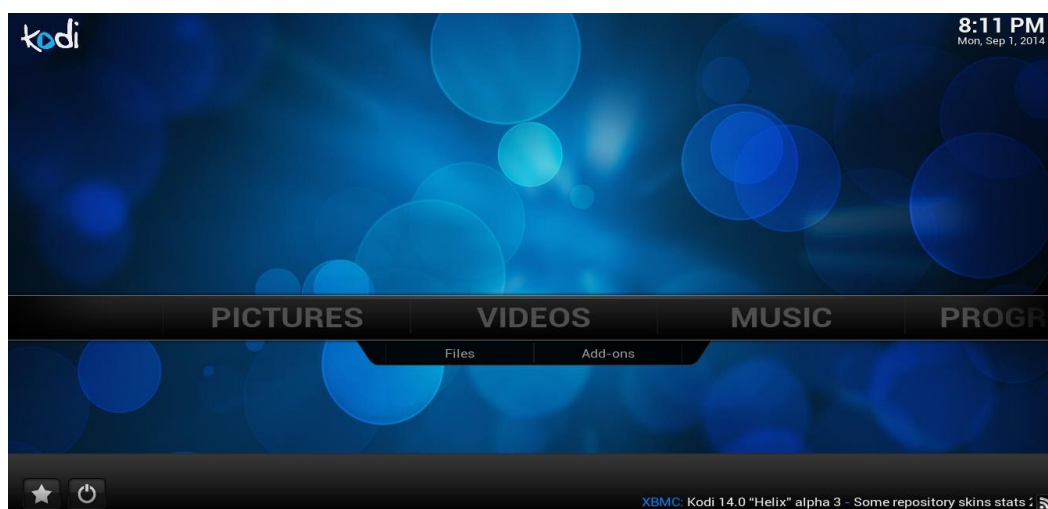 kodi
8:11 PM
Mon, Sep 1, 2014
PICTURES VIDEOS MUSIC PROGR
Files Add-ons
XBMC: Kodi 14.0 "Helix" alpha 3 - Some repository skins stats